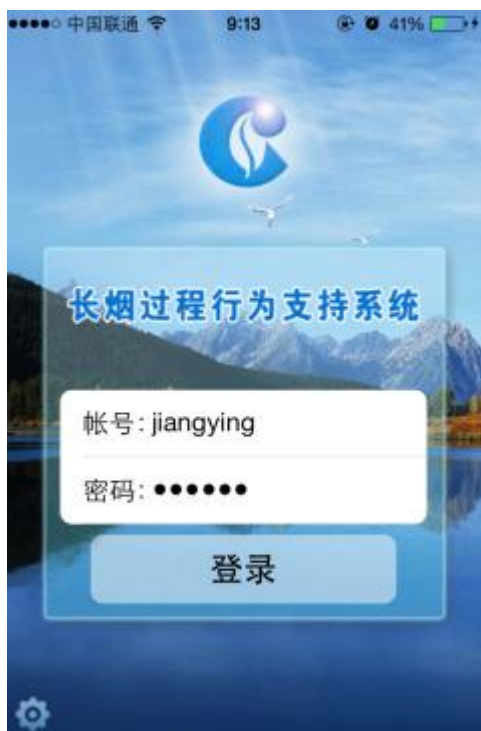 中国联通 9:13 41%
长烟过程行为支持系统
帐号: jiangying
密码: ●●●●●●
登录